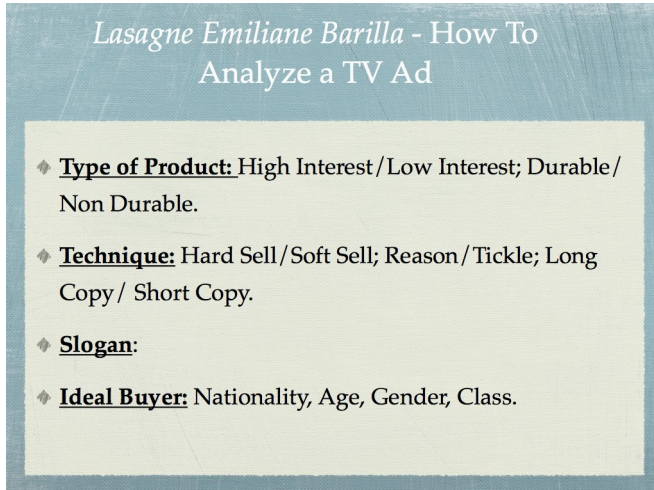 Lasagne Emiliane Barilla - How To
Analyze a TV Ad
Type of Product: High Interest/Low Interest; Durable/
Non Durable.
Technique: Hard Sell/Soft Sell; Reason/Tickle; Long
Copy/ Short Copy.
Slogan:
Ideal Buyer: Nationality, Age, Gender, Class.